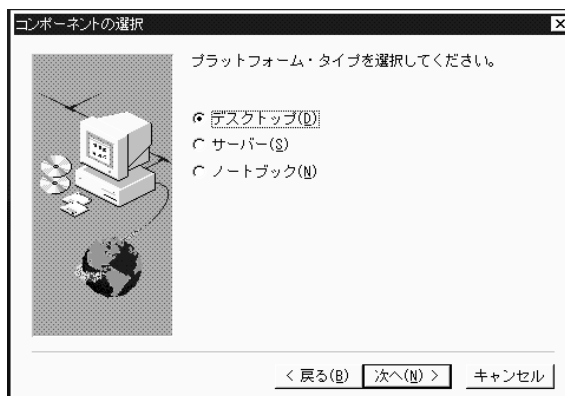 コンポーネントの選択
プラットフォーム・タイプを選択してください。
デスクトップ(D)
サーバー(S)
ノートブック(N)
< 戻る(B) 次へ(N) > キャンセル